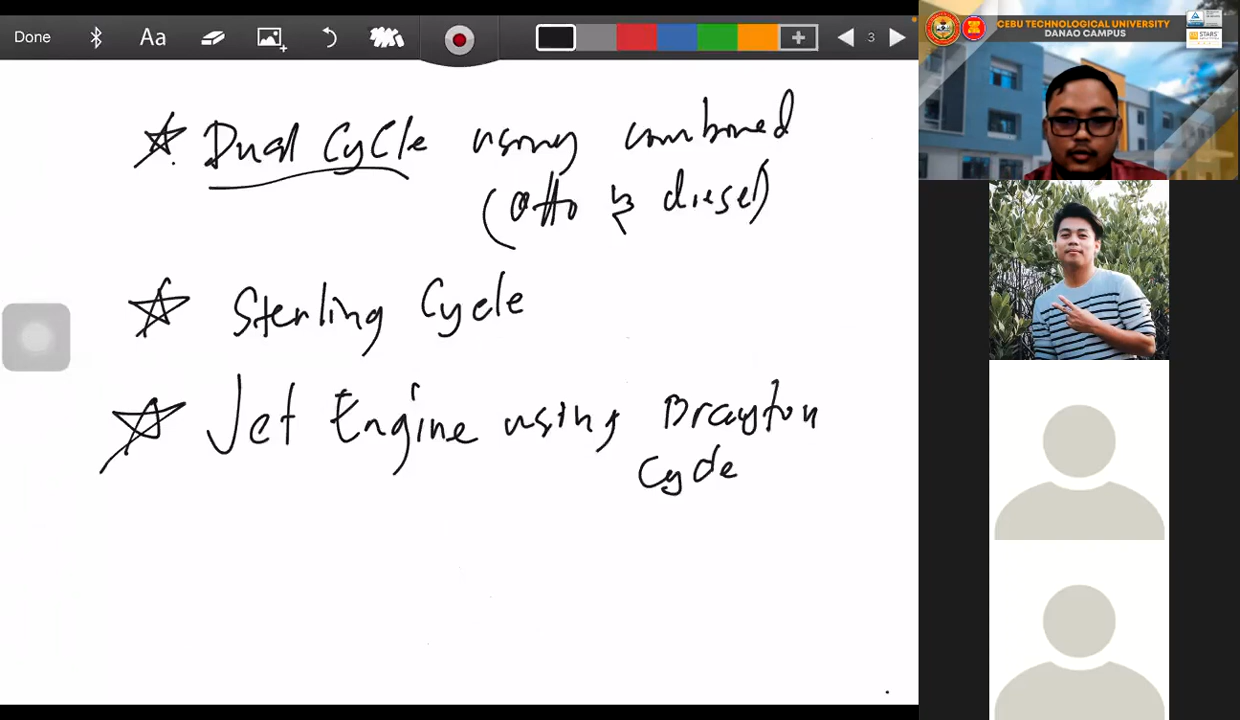 Done
Aa
3
CEBU TECHNOLOGICAL UNIVERSITY
DANAO CAMPUS
STARS
Dual Cycle using combined
(Otto & diesel)
Sterling Cycle
Jet Engine using Brayton
Cycle